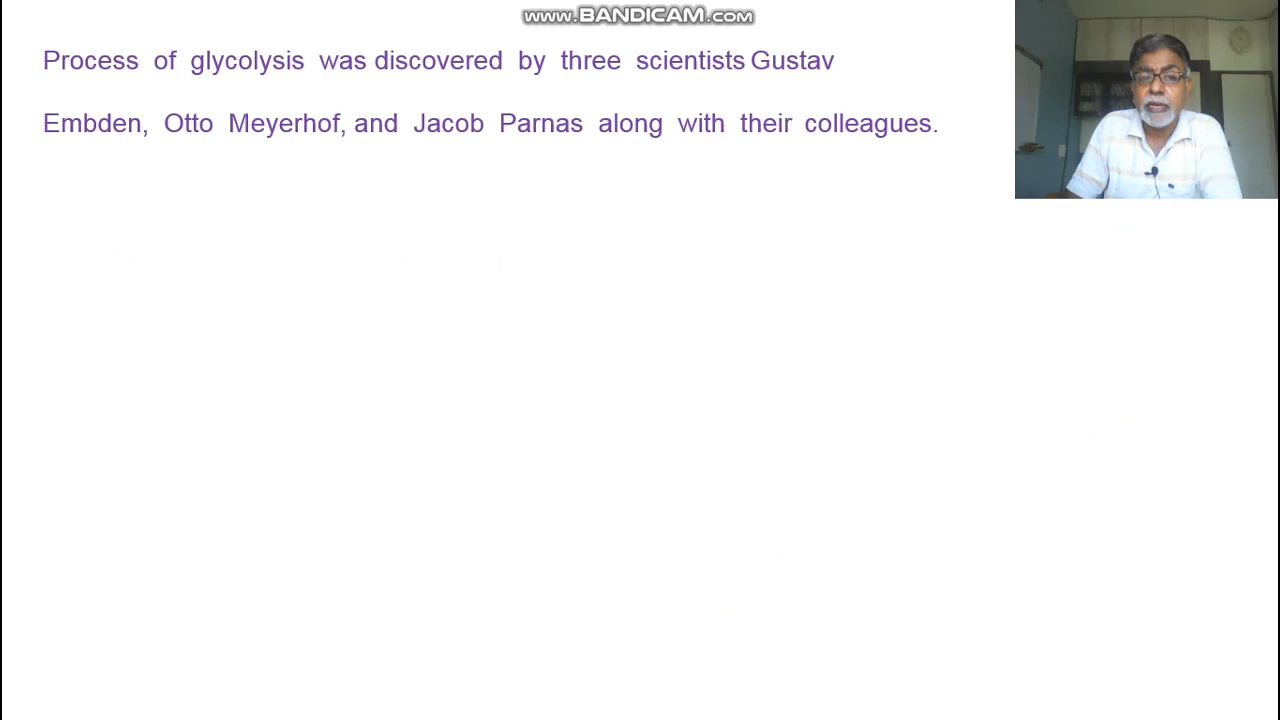 www.BANDICAM.com
Process of glycolysis was discovered by three scientists Gustav
Embden, Otto Meyerhof, and Jacob Parnas along with their colleagues.